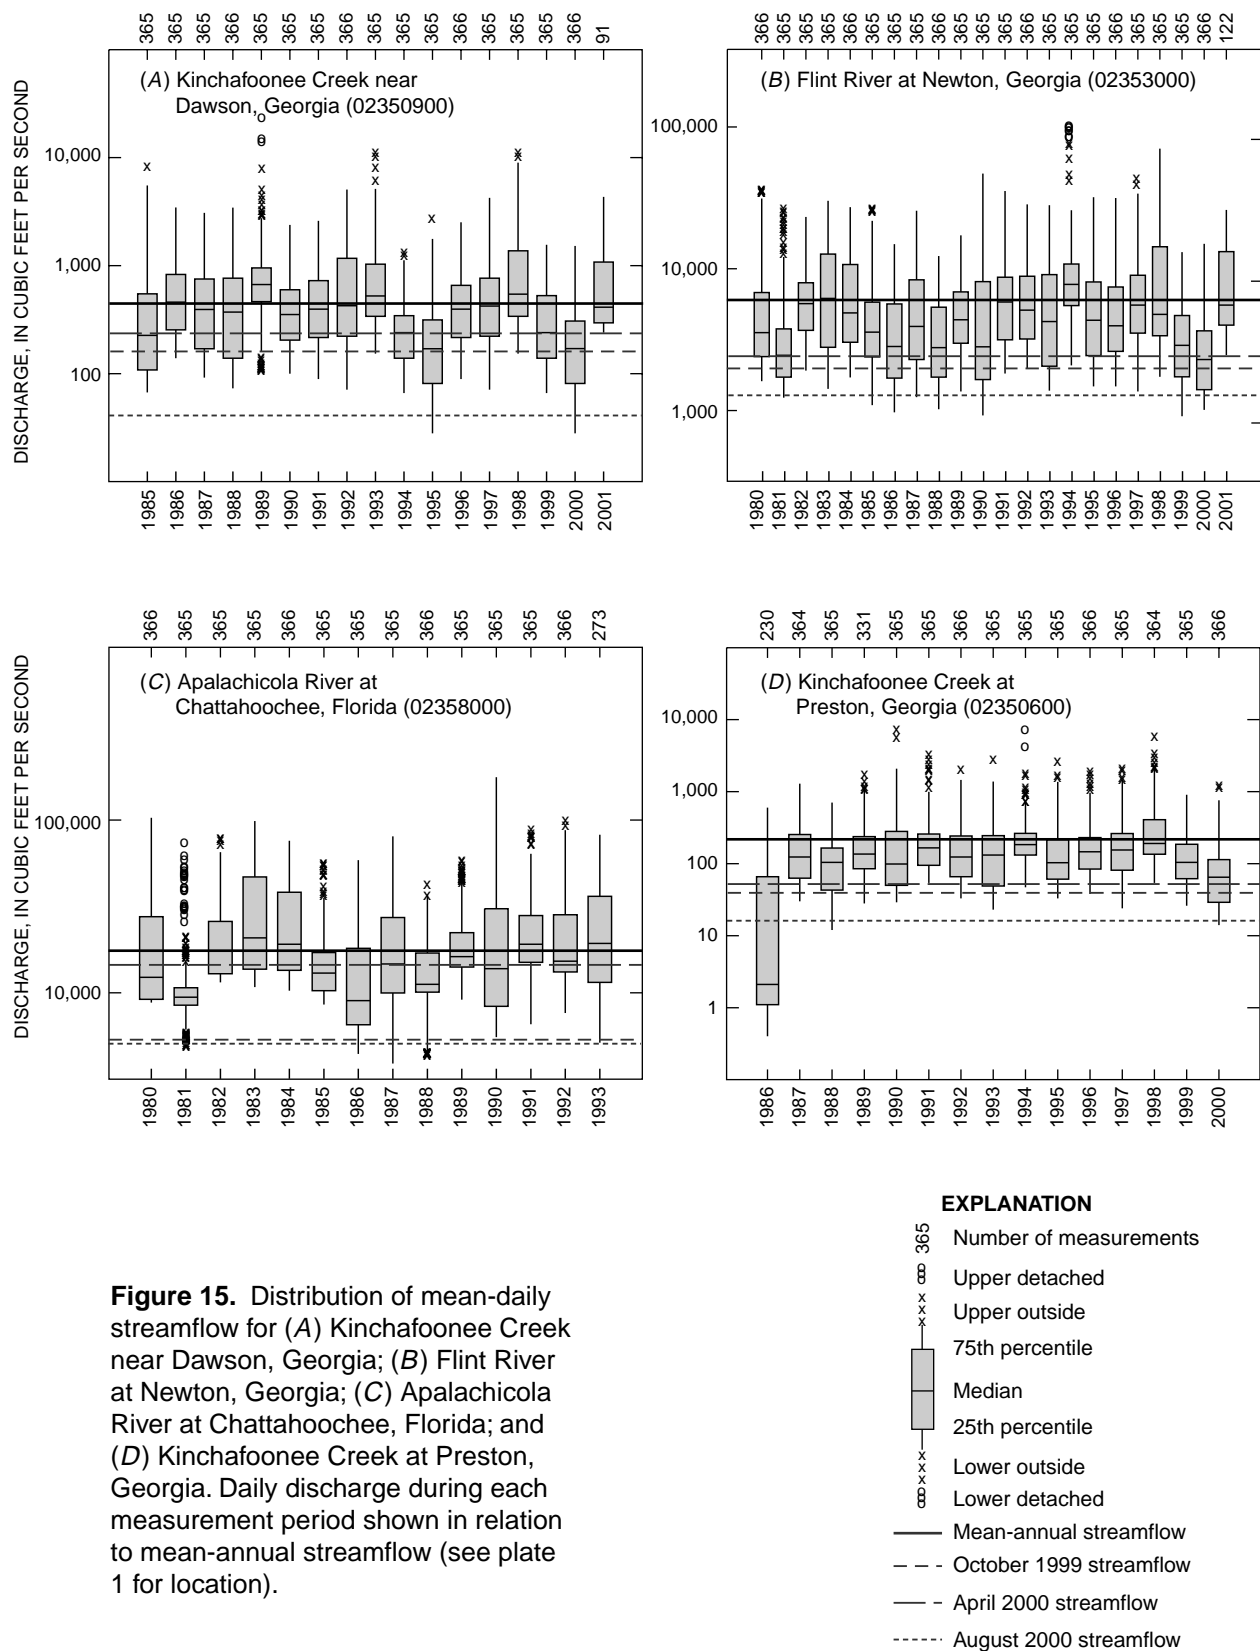 DISCHARGE, IN CUBIC FEET PER SECOND
365 365 365 366 365 365 365 366 365 365 365 366 365 365 365 366 91
(A) Kinchafoonee Creek near
Dawson, Georgia (02350900)
10,000
1,000
100
1985 1986 1987 1988 1989 1990 1991 1992 1993 1994 1995 1996 1997 1998 1999 2000 2001
366 365 365 365 366 365 365 365 366 365 365 365 366 365 365 365 366 365 365 365 366 122
(B) Flint River at Newton, Georgia (02353000)
100,000
10,000
1,000
1980 1981 1982 1983 1984 1985 1986 1987 1988 1989 1990 1991 1992 1993 1994 1995 1996 1997 1998 1999 2000 2001
DISCHARGE, IN CUBIC FEET PER SECOND
366 365 365 365 366 365 365 365 366 365 365 365 366 273
(C) Apalachicola River at
Chattahoochee, Florida (02358000)
100,000
10,000
1980 1981 1982 1983 1984 1985 1986 1987 1988 1989 1990 1991 1992 1993
230 364 365 331 365 365 366 365 365 365 366 365 364 365 366
(D) Kinchafoonee Creek at
Preston, Georgia (02350600)
10,000
1,000
100
10
1
1986 1987 1988 1989 1990 1991 1992 1993 1994 1995 1996 1997 1998 1999 2000
Figure 15. Distribution of mean-daily
streamflow for (A) Kinchafoonee Creek
near Dawson, Georgia; (B) Flint River
at Newton, Georgia; (C) Apalachicola
River at Chattahoochee, Florida; and
(D) Kinchafoonee Creek at Preston,
Georgia. Daily discharge during each
measurement period shown in relation
to mean-annual streamflow (see plate
1 for location).
EXPLANATION
365 Number of measurements
Upper detached
Upper outside
75th percentile
Median
25th percentile
Lower outside
Lower detached
Mean-annual streamflow
October 1999 streamflow
April 2000 streamflow
August 2000 streamflow